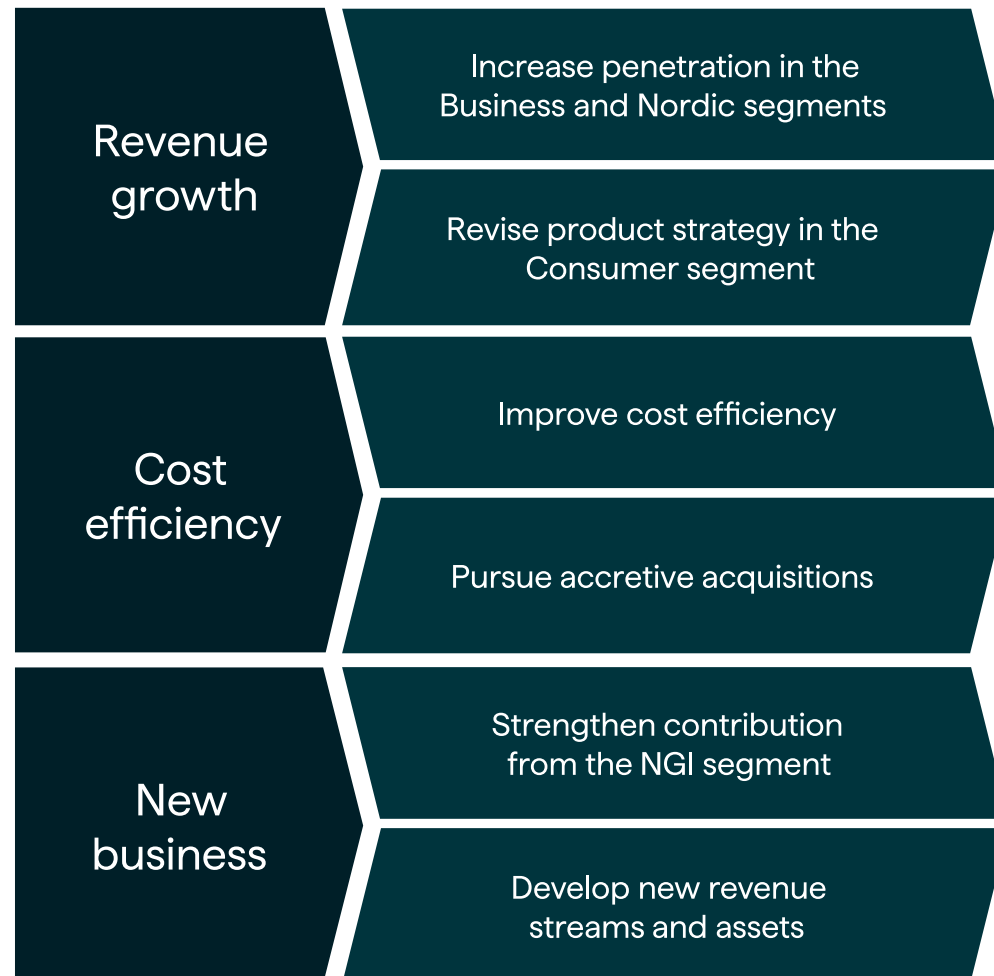 Revenue
growth
Increase penetration in the
Business and Nordic segments
Revise product strategy in the
Consumer segment
Cost
efficiency
Improve cost efficiency
Pursue accretive acquisitions
New
business
Strengthen contribution
from the NGI segment
Develop new revenue
streams and assets